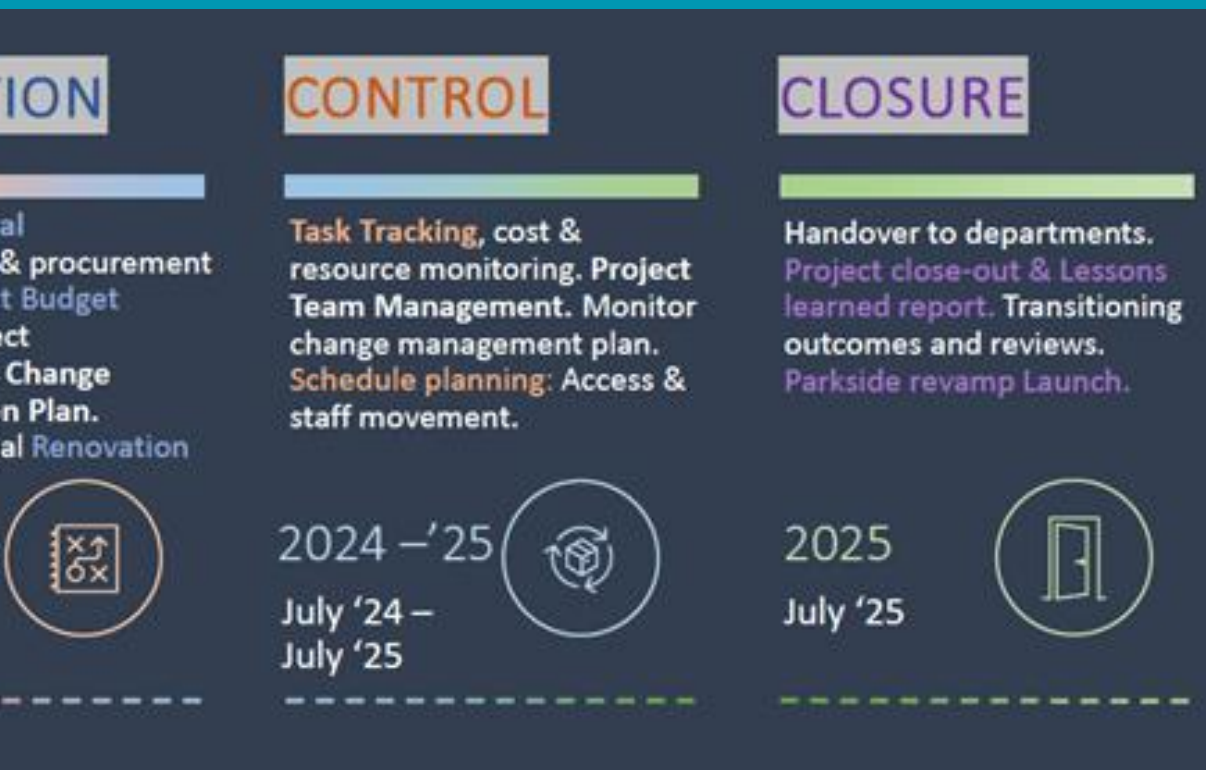 TION
al
& procurement
t Budget
ect
Change
n Plan.
al Renovation
CONTROL
Task Tracking, cost &
resource monitoring. Project
Team Management. Monitor
change management plan.
Schedule planning: Access &
staff movement.
2024 –’25
July ‘24 –
July ‘25
CLOSURE
Handover to departments.
Project close-out & Lessons
learned report. Transitioning
outcomes and reviews.
Parkside revamp Launch.
2025
July ‘25